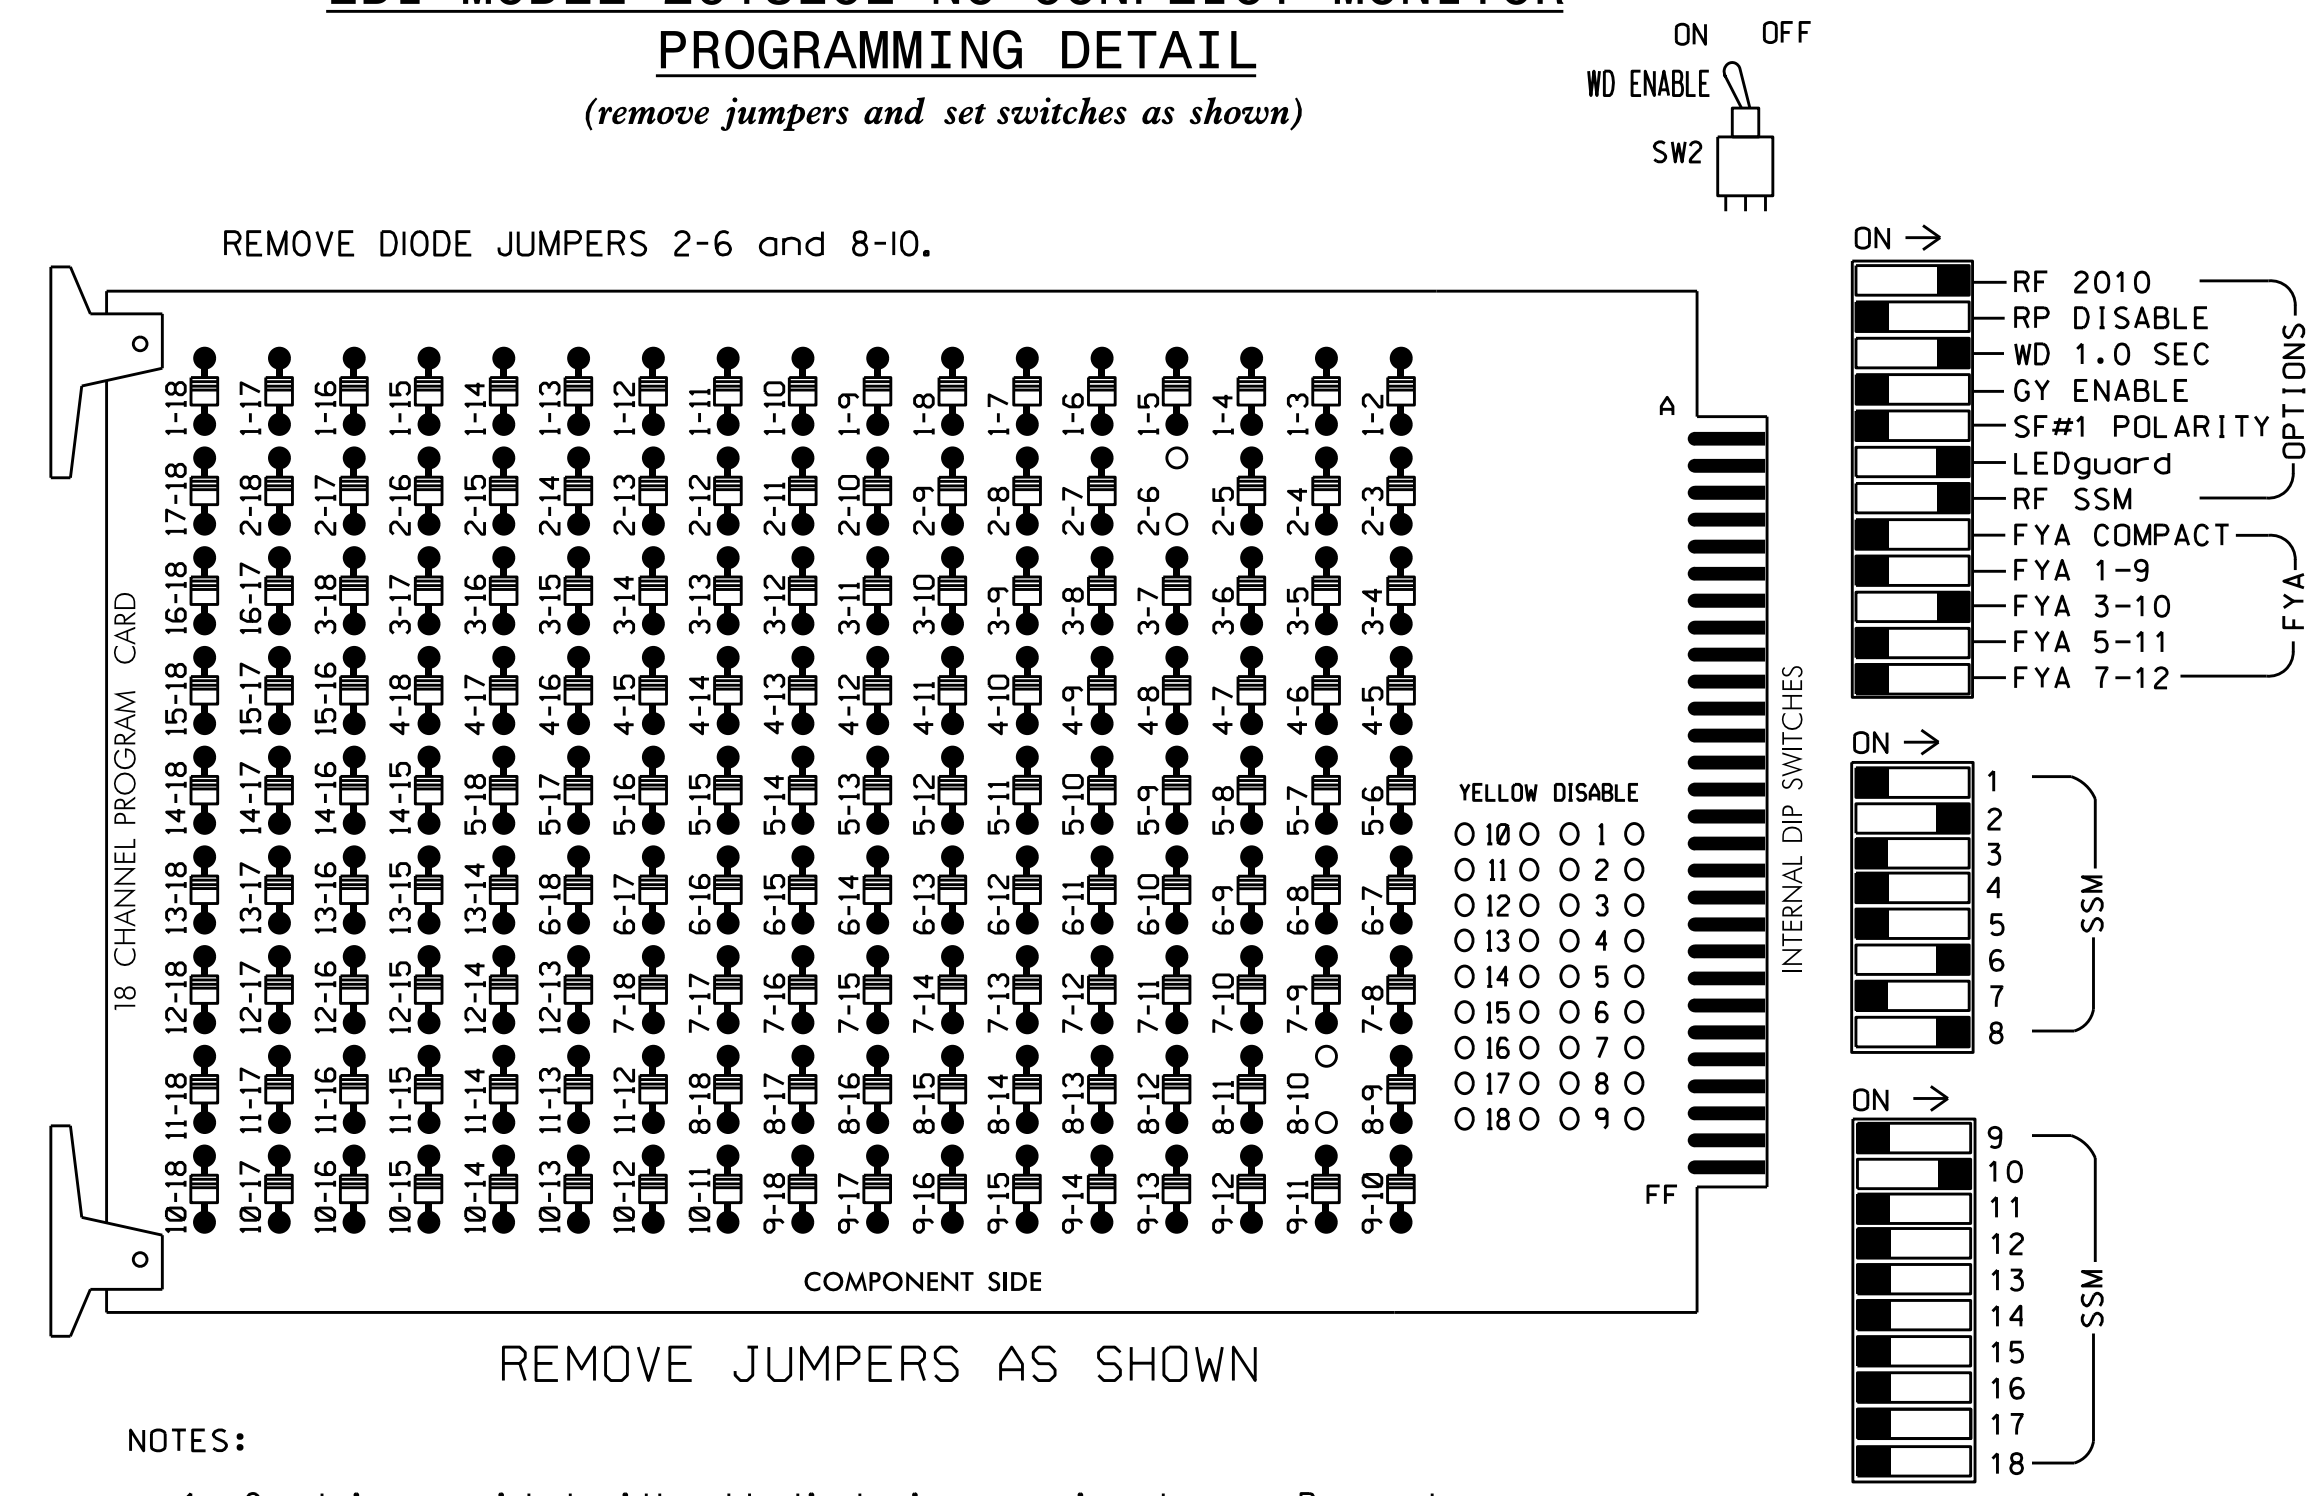 PROGRAMMING DETAIL
(remove jumpers and set switches as shown)
ON OFF
WD ENABLE
SW2
REMOVE DIODE JUMPERS 2-6 and 8-10.
1-18 1-17 1-16 1-15 1-14 1-13 1-12 1-11 1-10 1-9 1-8 1-7 1-6 1-5 1-4 1-3 1-2
17-18 2-18 2-17 2-16 2-15 2-14 2-13 2-12 2-11 2-10 2-9 2-8 2-7 2-6 2-5 2-4 2-3
16-18 16-17 3-18 3-17 3-16 3-15 3-14 3-13 3-12 3-11 3-10 3-9 3-8 3-7 3-6 3-5 3-4
15-18 15-17 15-16 4-18 4-17 4-16 4-15 4-14 4-13 4-12 4-11 4-10 4-9 4-8 4-7 4-6 4-5
14-18 14-17 14-16 14-15 5-18 5-17 5-16 5-15 5-14 5-13 5-12 5-11 5-10 5-9 5-8 5-7 5-6
13-18 13-17 13-16 13-15 13-14 6-18 6-17 6-16 6-15 6-14 6-13 6-12 6-11 6-10 6-9 6-8 6-7
12-18 12-17 12-16 12-15 12-14 12-13 7-18 7-17 7-16 7-15 7-14 7-13 7-12 7-11 7-10 7-9 7-8
11-18 11-17 11-16 11-15 11-14 11-13 11-12 8-18 8-17 8-16 8-15 8-14 8-13 8-12 8-11 8-10 8-9
10-18 10-17 10-16 10-15 10-14 10-13 10-12 10-11 9-18 9-17 9-16 9-15 9-14 9-13 9-12 9-11 9-10
18 CHANNEL PROGRAM CARD
A
FF
YELLOW DISABLE
10 1
11 2
12 3
13 4
14 5
15 6
16 7
17 8
18 9
COMPONENT SIDE
INTERNAL DIP SWITCHES
ON
RF 2010
RP DISABLE
WD 1.0 SEC
GY ENABLE
SF#1 POLARITY
LEDguard
RF SSM
OPTIONS
FYA COMPACT
FYA 1-9
FYA 3-10
FYA 5-11
FYA 7-12
FYA
ON
1
2
3
4
5
6
7
8
SSM
ON
9
10
11
12
13
14
15
16
17
18
SSM
REMOVE JUMPERS AS SHOWN
NOTES: